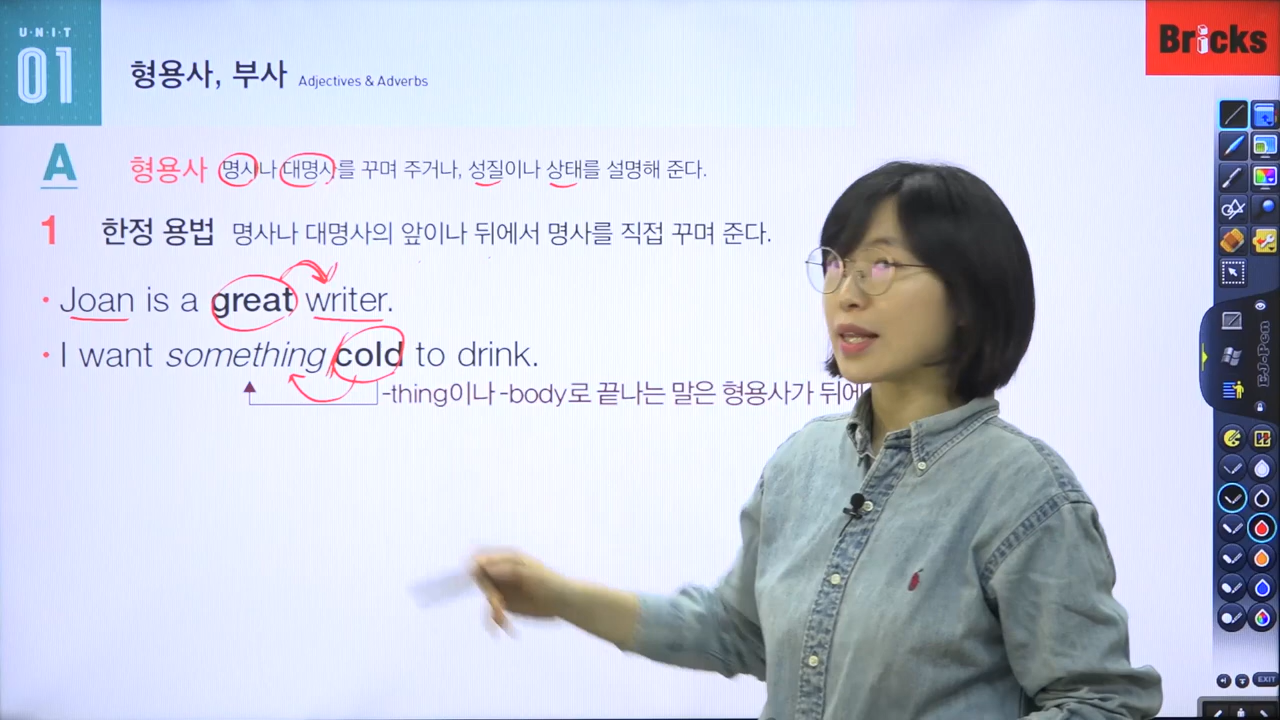 U·N·I·T
01
형용사, 부사 Adjectives & Adverbs
Bricks
A
형용사 명사나 대명사를 꾸며 주거나, 성질이나 상태를 설명해 준다.
1 한정 용법 명사나 대명사의 앞이나 뒤에서 명사를 직접 꾸며 준다.
• Joan is a great writer.
• I want something cold to drink.
-thing이나 -body로 끝나는 말은 형용사가 뒤에
EJ-Pen
EXIT